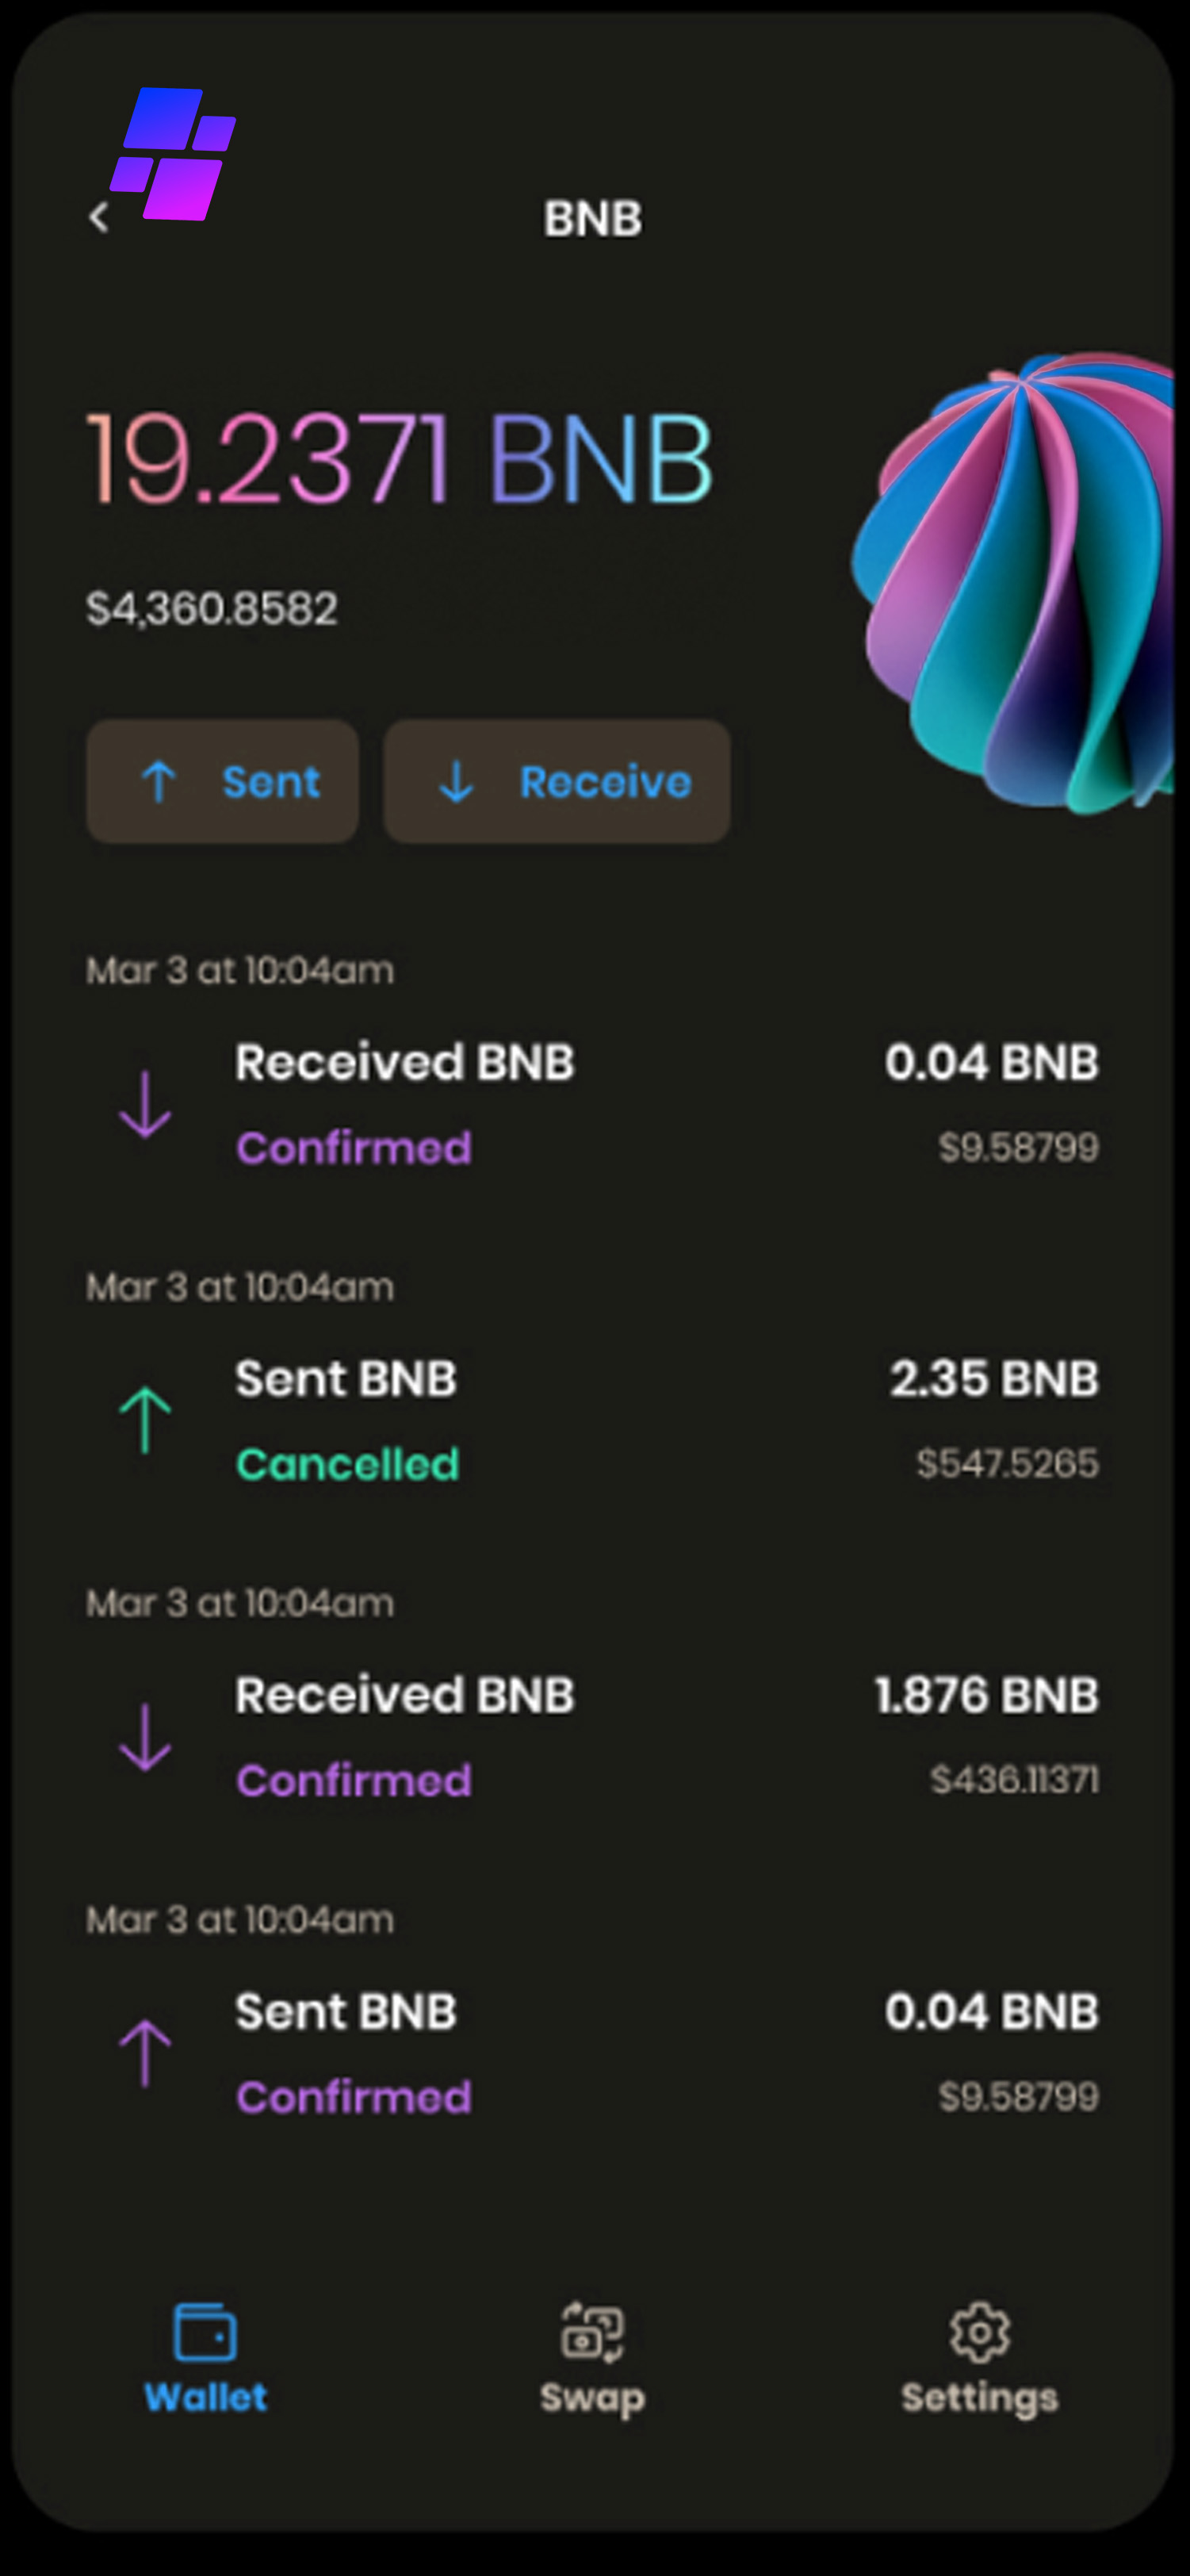 BNB
19.2371 BNB
$4,360.8582
Sent Receive
Mar 3 at 10:04am
Received BNB 0.04 BNB
Confirmed $9.58799
Mar 3 at 10:04am
Sent BNB 2.35 BNB
Cancelled $547.5265
Mar 3 at 10:04am
Received BNB 1.876 BNB
Confirmed $436.11371
Mar 3 at 10:04am
Sent BNB 0.04 BNB
Confirmed $9.58799
Wallet Swap Settings